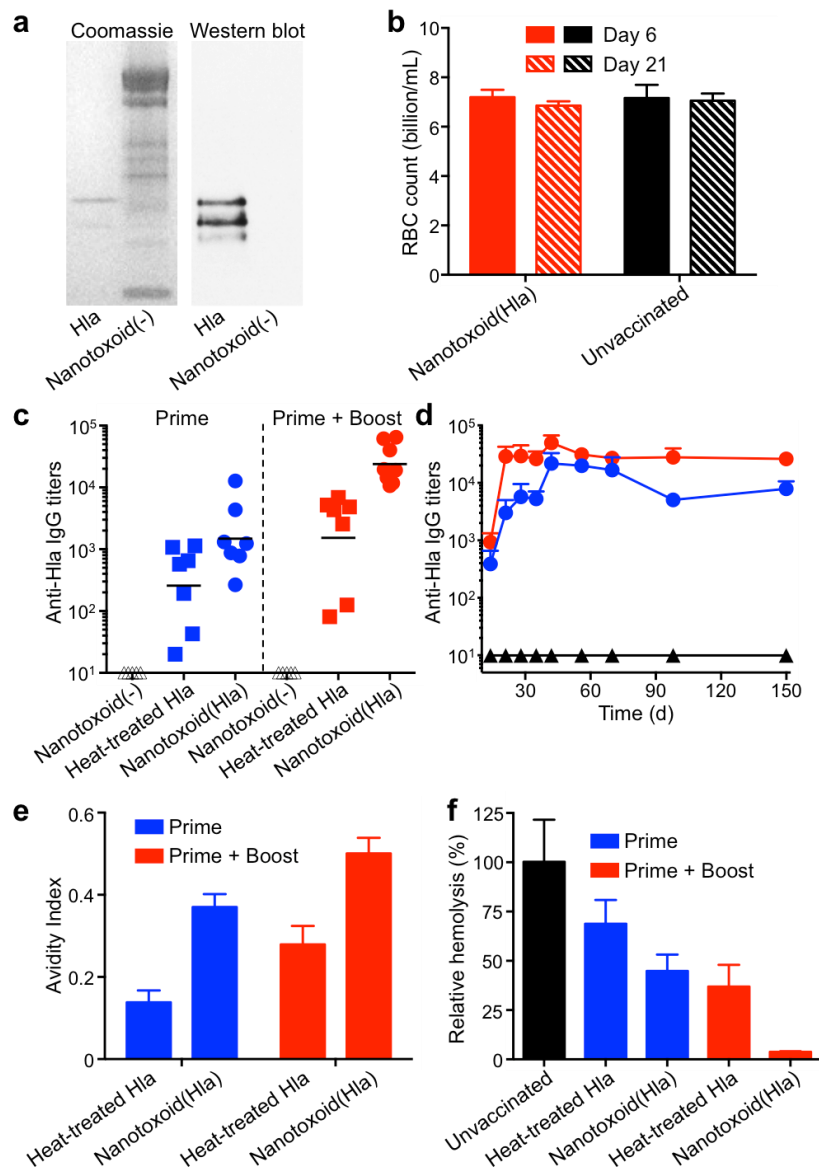 a
Coomassie Western blot
Hla
Nanotoxoid(-)
Hla
Nanotoxoid(-)
b
Day 6
Day 21
RBC count (billion/mL)
10
8
6
4
2
0
Nanotoxoid(Hla)
Unvaccinated
c
Prime
Prime + Boost
Anti-Hla IgG titers
10⁵
10⁴
10³
10²
10¹
Nanotoxoid(-)
Heat-treated Hla
Nanotoxoid(Hla)
Nanotoxoid(-)
Heat-treated Hla
Nanotoxoid(Hla)
d
Anti-Hla IgG titers
10⁵
10⁴
10³
10²
10¹
30 60 90 120 150
Time (d)
e
Prime
Prime + Boost
Avidity Index
0.6
0.4
0.2
0
Heat-treated Hla
Nanotoxoid(Hla)
Heat-treated Hla
Nanotoxoid(Hla)
f
Prime
Prime + Boost
Relative hemolysis (%)
125
100
75
50
25
0
Unvaccinated
Heat-treated Hla
Nanotoxoid(Hla)
Heat-treated Hla
Nanotoxoid(Hla)